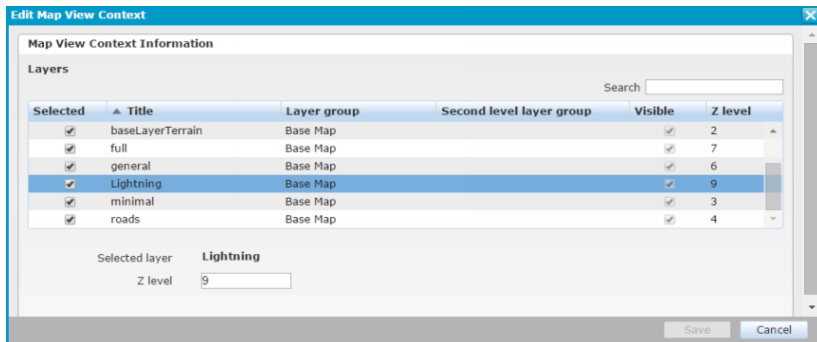 Edit Map View Context
Map View Context Information
Layers
Search
Selected Title Layer group Second level layer group Visible Z level
baseLayerTerrain Base Map 2
full Base Map 7
general Base Map 6
Lightning Base Map 9
minimal Base Map 3
roads Base Map 4
Selected layer Lightning
Z level 9
Save Cancel